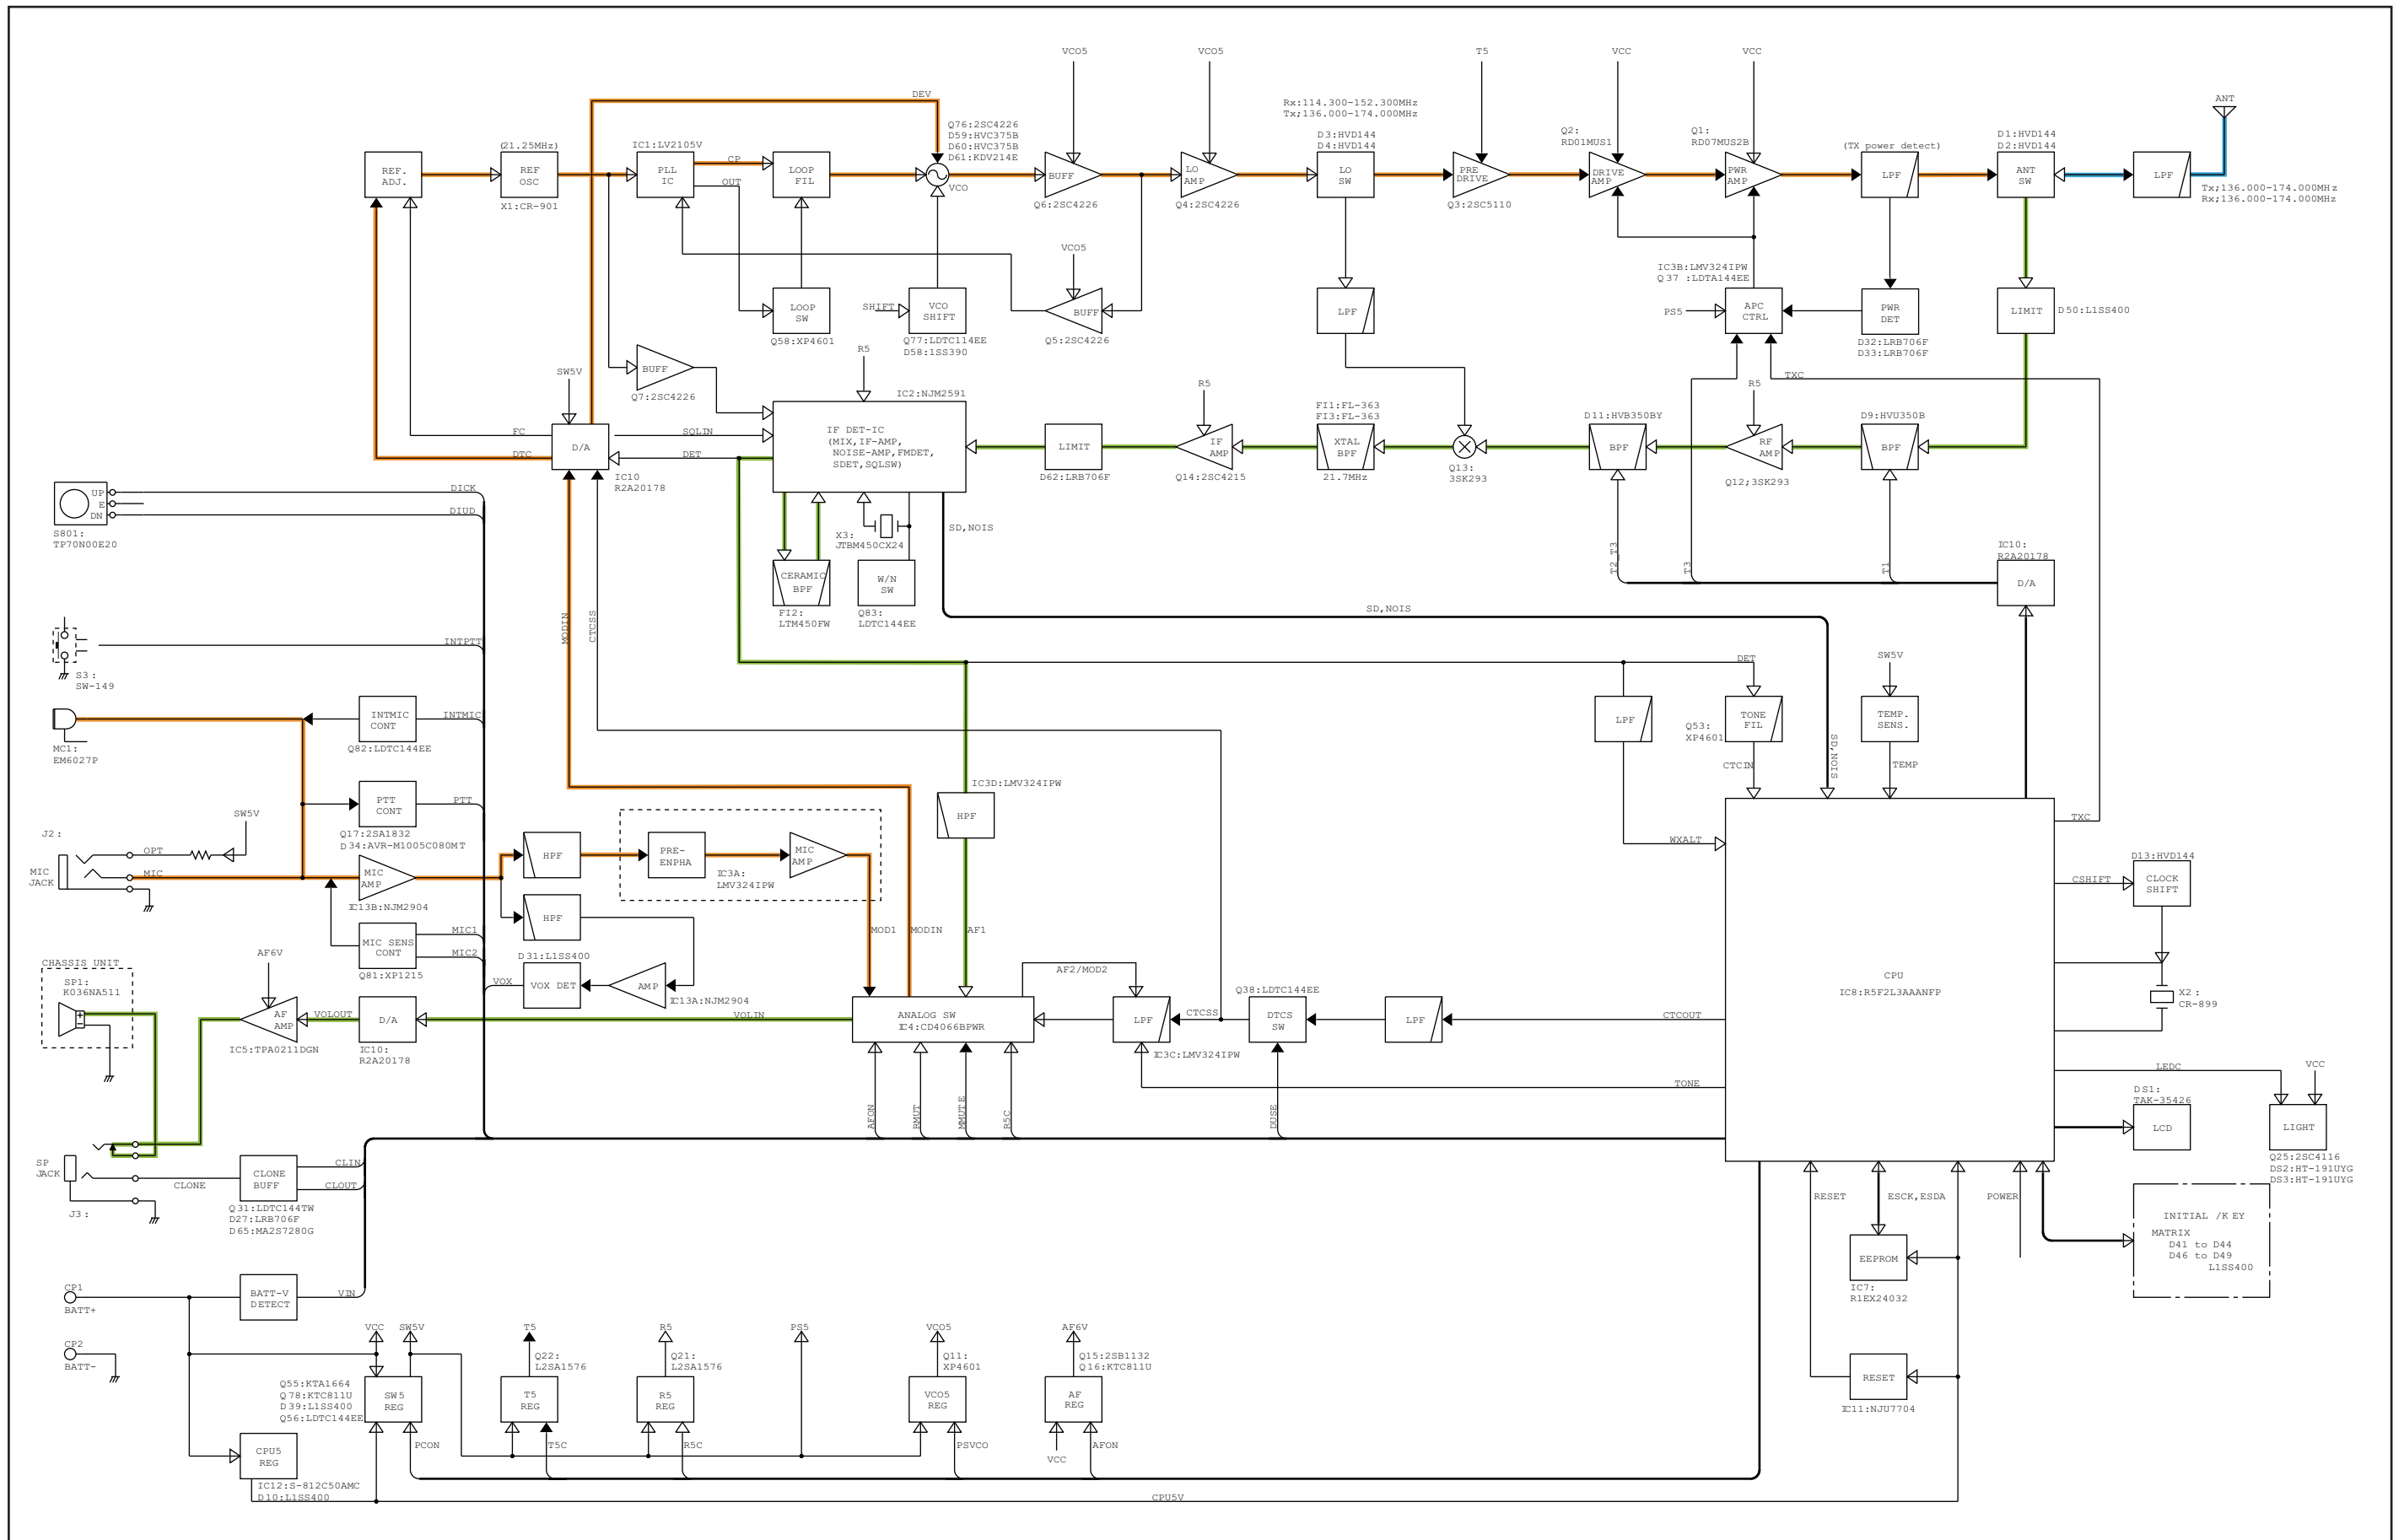 VCO5
VCO5
T5
VCC
VCC
ANT
DEV
Rx:114.300-152.300MHz
Tx;136.000-174.000MHz
Q76:2SC4226
D59:HVC375B
D60:HVC375B
D61:KDV214E
D3:HVD144
D4:HVD144
Q2:
RD01MUS1
Q1:
RD07MUS2B
(TX power detect)
D1:HVD144
D2:HVD144
(21.25MHz)
IC1:LV2105V
REF.
ADJ.
REF
OSC
PLL
IC
CP
OUT
LOOP
FIL
VCO
BUFF
LO
AMP
LO
SW
PRE
DRIVE
DRIVE
AMP
PWR
AMP
LPF
ANT
SW
LPF
Tx;136.000-174.000MHz
Rx;136.000-174.000MHz
X1:CR-901
Q6:2SC4226
Q4:2SC4226
Q3:2SC5110
VCO5
IC3B:LMV324IPW
Q37 :LDTA144EE
LOOP
SW
SHIFT
VCO
SHIFT
BUFF
LPF
PS5
APC
CTRL
PWR
DET
LIMIT
D50:L1SS400
Q58:XP4601
Q77:LDTC114EE
D58:1SS390
Q5:2SC4226
D32:LRB706F
D33:LRB706F
R5
BUFF
Q7:2SC4226
SW5V
TXC
R5
R5
IC2:NJM2591
FI1:FL-363
FI3:FL-363
D11:HVB350BY
D9:HVU350B
FC
DTC
D/A
SQLIN
DET
IC10
R2A20178
IF DET-IC
(MIX,IF-AMP,
NOISE-AMP,FMDET,
SDET,SQLSW)
LIMIT
IF
AMP
XTAL
BPF
BPF
RF
AMP
BPF
D62:LRB706F
Q14:2SC4215
21.7MHz
Q13:
3SK293
Q12;3SK293
UP
E
DN
DICK
DIUD
S801:
TP70N00E20
X3:
JTBM450CX24
SD,NOIS
CERAMIC
BPF
W/N
SW
FI2:
LTM450FW
Q83:
LDTC144EE
T2_T3
T3
T1
IC10:
R2A20178
D/A
SD,NOIS
MODIN
CTCSS
INTPTT
S3:
SW-149
DET
SW5V
MC1:
EM6027P
INTMIC
CONT
INTMIC
Q82:LDTC144EE
LPF
Q53:
XP4601
TONE
FIL
TEMP.
SENS.
CTCIN
SD,NOIS
TEMP
PTT
CONT
PTT
Q17:2SA1832
D34:AVR-M1005C080MT
IC3D:LMV324IPW
HPF
TXC
WXALT
J2:
SW5V
OPT
MIC
MIC
JACK
MIC
AMP
IC13B:NJM2904
HPF
PRE-
ENPHA
MIC
AMP
IC3A:
LMV324IPW
HPF
MOD1
MODIN
AF1
D13:HVD144
CSHIFT
CLOCK
SHIFT
MIC SENS
CONT
MIC1
MIC2
Q81:XP1215
D31:L1SS400
VOX
VOX DET
AMP
IC13A:NJM2904
CHASSIS UNIT
SP1:
K036NA511
AF6V
AF
AMP
VOLOUT
D/A
VOLIN
IC5:TPA0211DGN
IC10:
R2A20178
ANALOG SW
IC4:CD4066BPWR
AF2/MOD2
LPF
CTCSS
IC3C:LMV324IPW
Q38:LDTC144EE
DTCS
SW
LPF
CTCOUT
TONE
CPU
IC8:R5F2L3AAANFP
X2:
CR-899
LEDC
VCC
AFON
RMUT
MMUTE
R5C
DUSE
DS1:
TAK-35426
LCD
LIGHT
Q25:2SC4116
DS2:HT-191UYG
DS3:HT-191UYG
SP
JACK
CLONE
CLONE
BUFF
CLIN
CLOUT
J3:
Q31:LDTC144TW
D27:LRB706F
D65:MA2S7280G
RESET
ESCK,ESDA
POWER
INITIAL /KEY
MATRIX
D41 to D44
D46 to D49
L1SS400
EEPROM
IC7:
R1EX24032
CP1
BATT+
BATT-V
DETECT
VIN
CP2
BATT-
VCC
SW5V
T5
R5
PS5
VCO5
AF6V
Q22:
L2SA1576
Q21:
L2SA1576
Q11:
XP4601
Q15:2SB1132
Q16:KTC811U
Q55:KTA1664
Q78:KTC811U
D39:L1SS400
Q56:LDTC144EE
SW5
REG
T5
REG
R5
REG
VCO5
REG
AF
REG
RESET
IC11:NJU7704
CPU5
REG
PCON
T5C
R5C
PSVCO
VCC
AFON
IC12:S-812C50AMC
D10:L1SS400
CPU5V